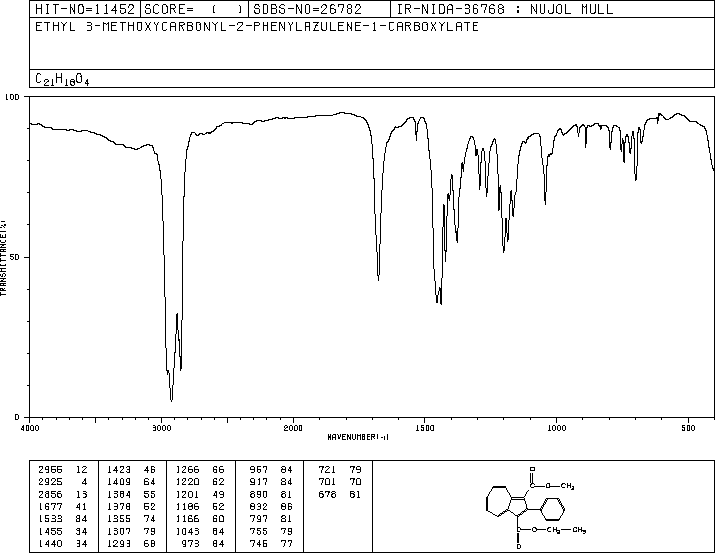 HIT-NO=11452 SCORE= ( ) SDBS-NO=26782 IR-NIDA-36768 : NUJOL MULL
ETHYL 3-METHOXYCARBONYL-2-PHENYLAZULENE-1-CARBOXYLATE
C21H18O4
100
50
0
TRANSMITTANCE(%)
4000 3000 2000 1500 1000 500
WAVENUMBER(-1)
2955 12 1423 46 1266 66 967 84 721 79
2925 4 1409 64 1220 62 917 84 701 70
2856 13 1384 55 1201 49 890 81 678 81
1677 41 1378 52 1186 52 832 86
1533 84 1355 74 1166 60 797 81
1455 34 1307 79 1043 64 755 79
1440 34 1293 68 973 84 746 77
O
C—O—CH3
C—OCH2—CH3
O